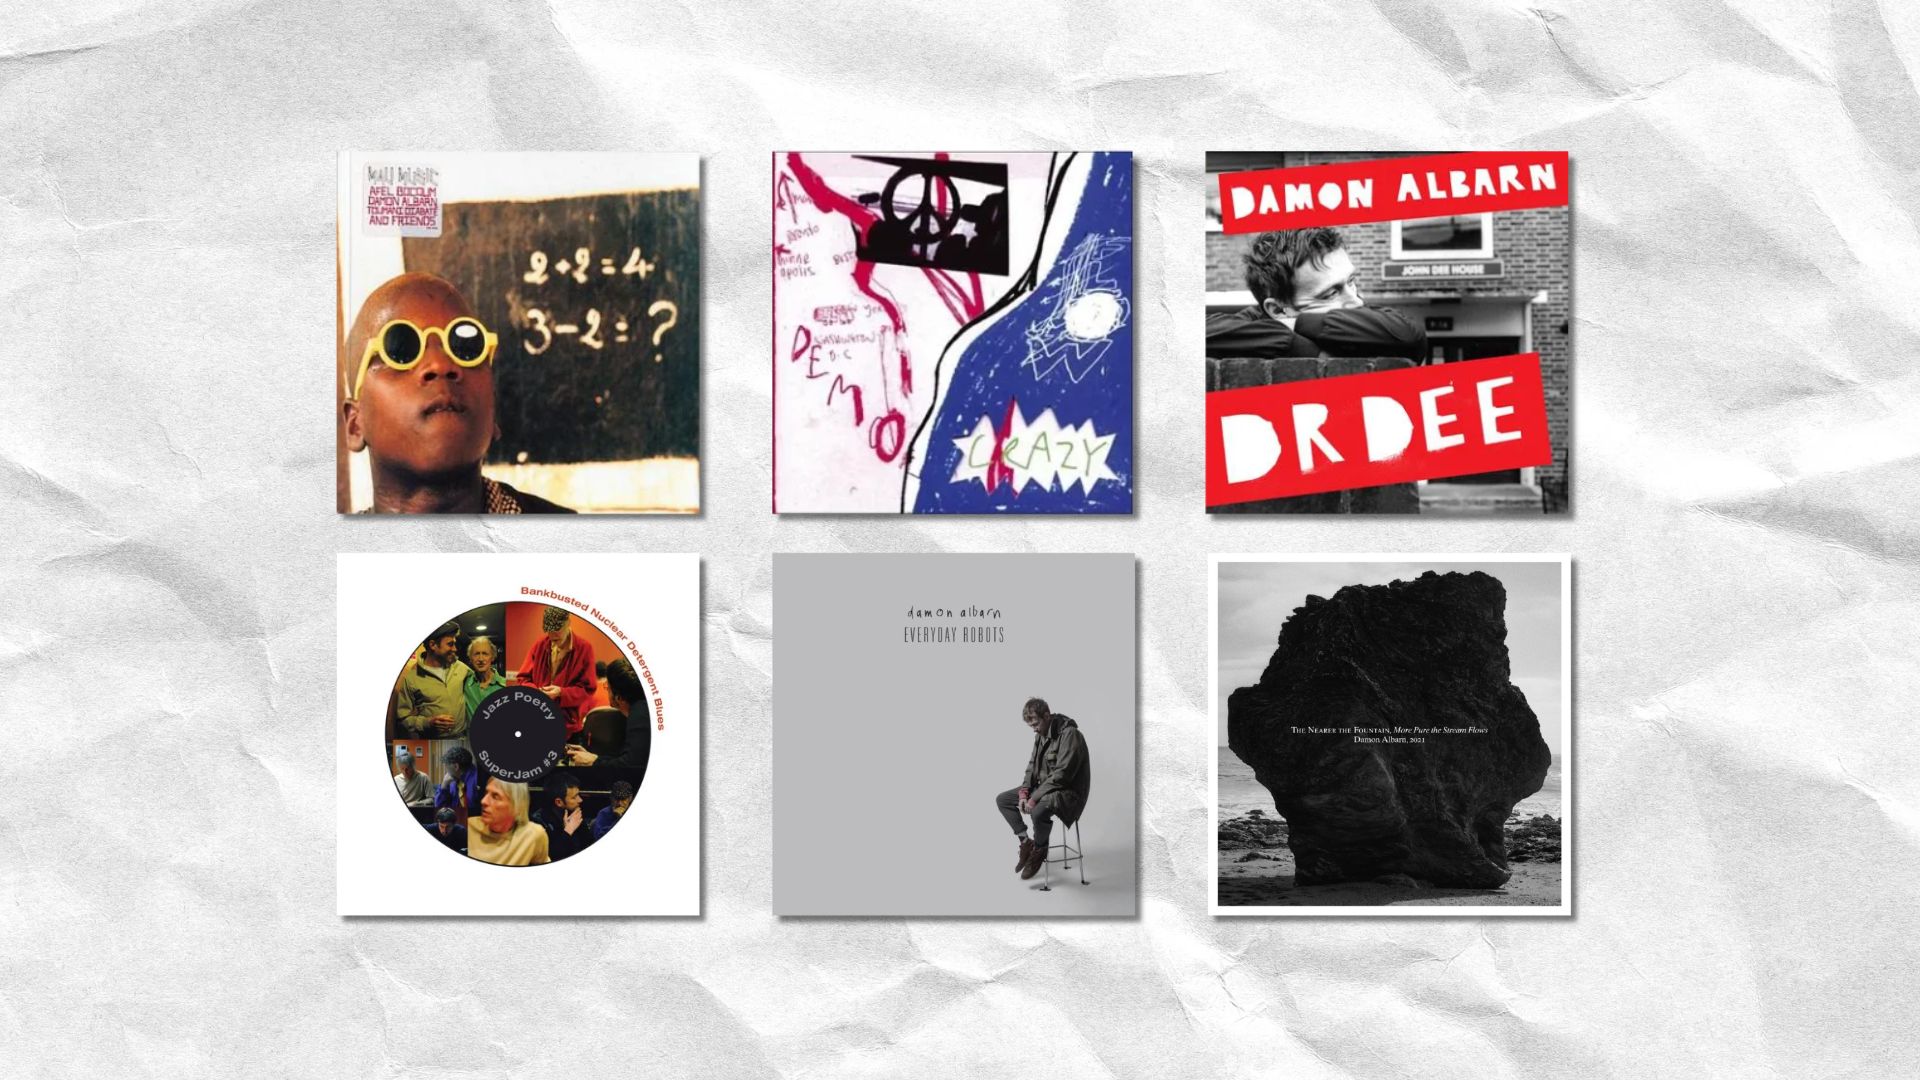 MALI MUSIC
AFEL BOCOUM
DAMON ALBARN
TOUMANI DIABATE
AND FRIENDS
2+2=4
3-2=?
DEMO
CRAZY
DAMON ALBARN
JOHN DEE HOUSE
DR DEE
Bankbusted Nuclear Detergent Blues
Jazz Poetry
SuperJam #3
damon albarn
EVERYDAY ROBOTS
THE NEARER THE FOUNTAIN, More Pure the Stream Flows
Damon Albarn, 2021